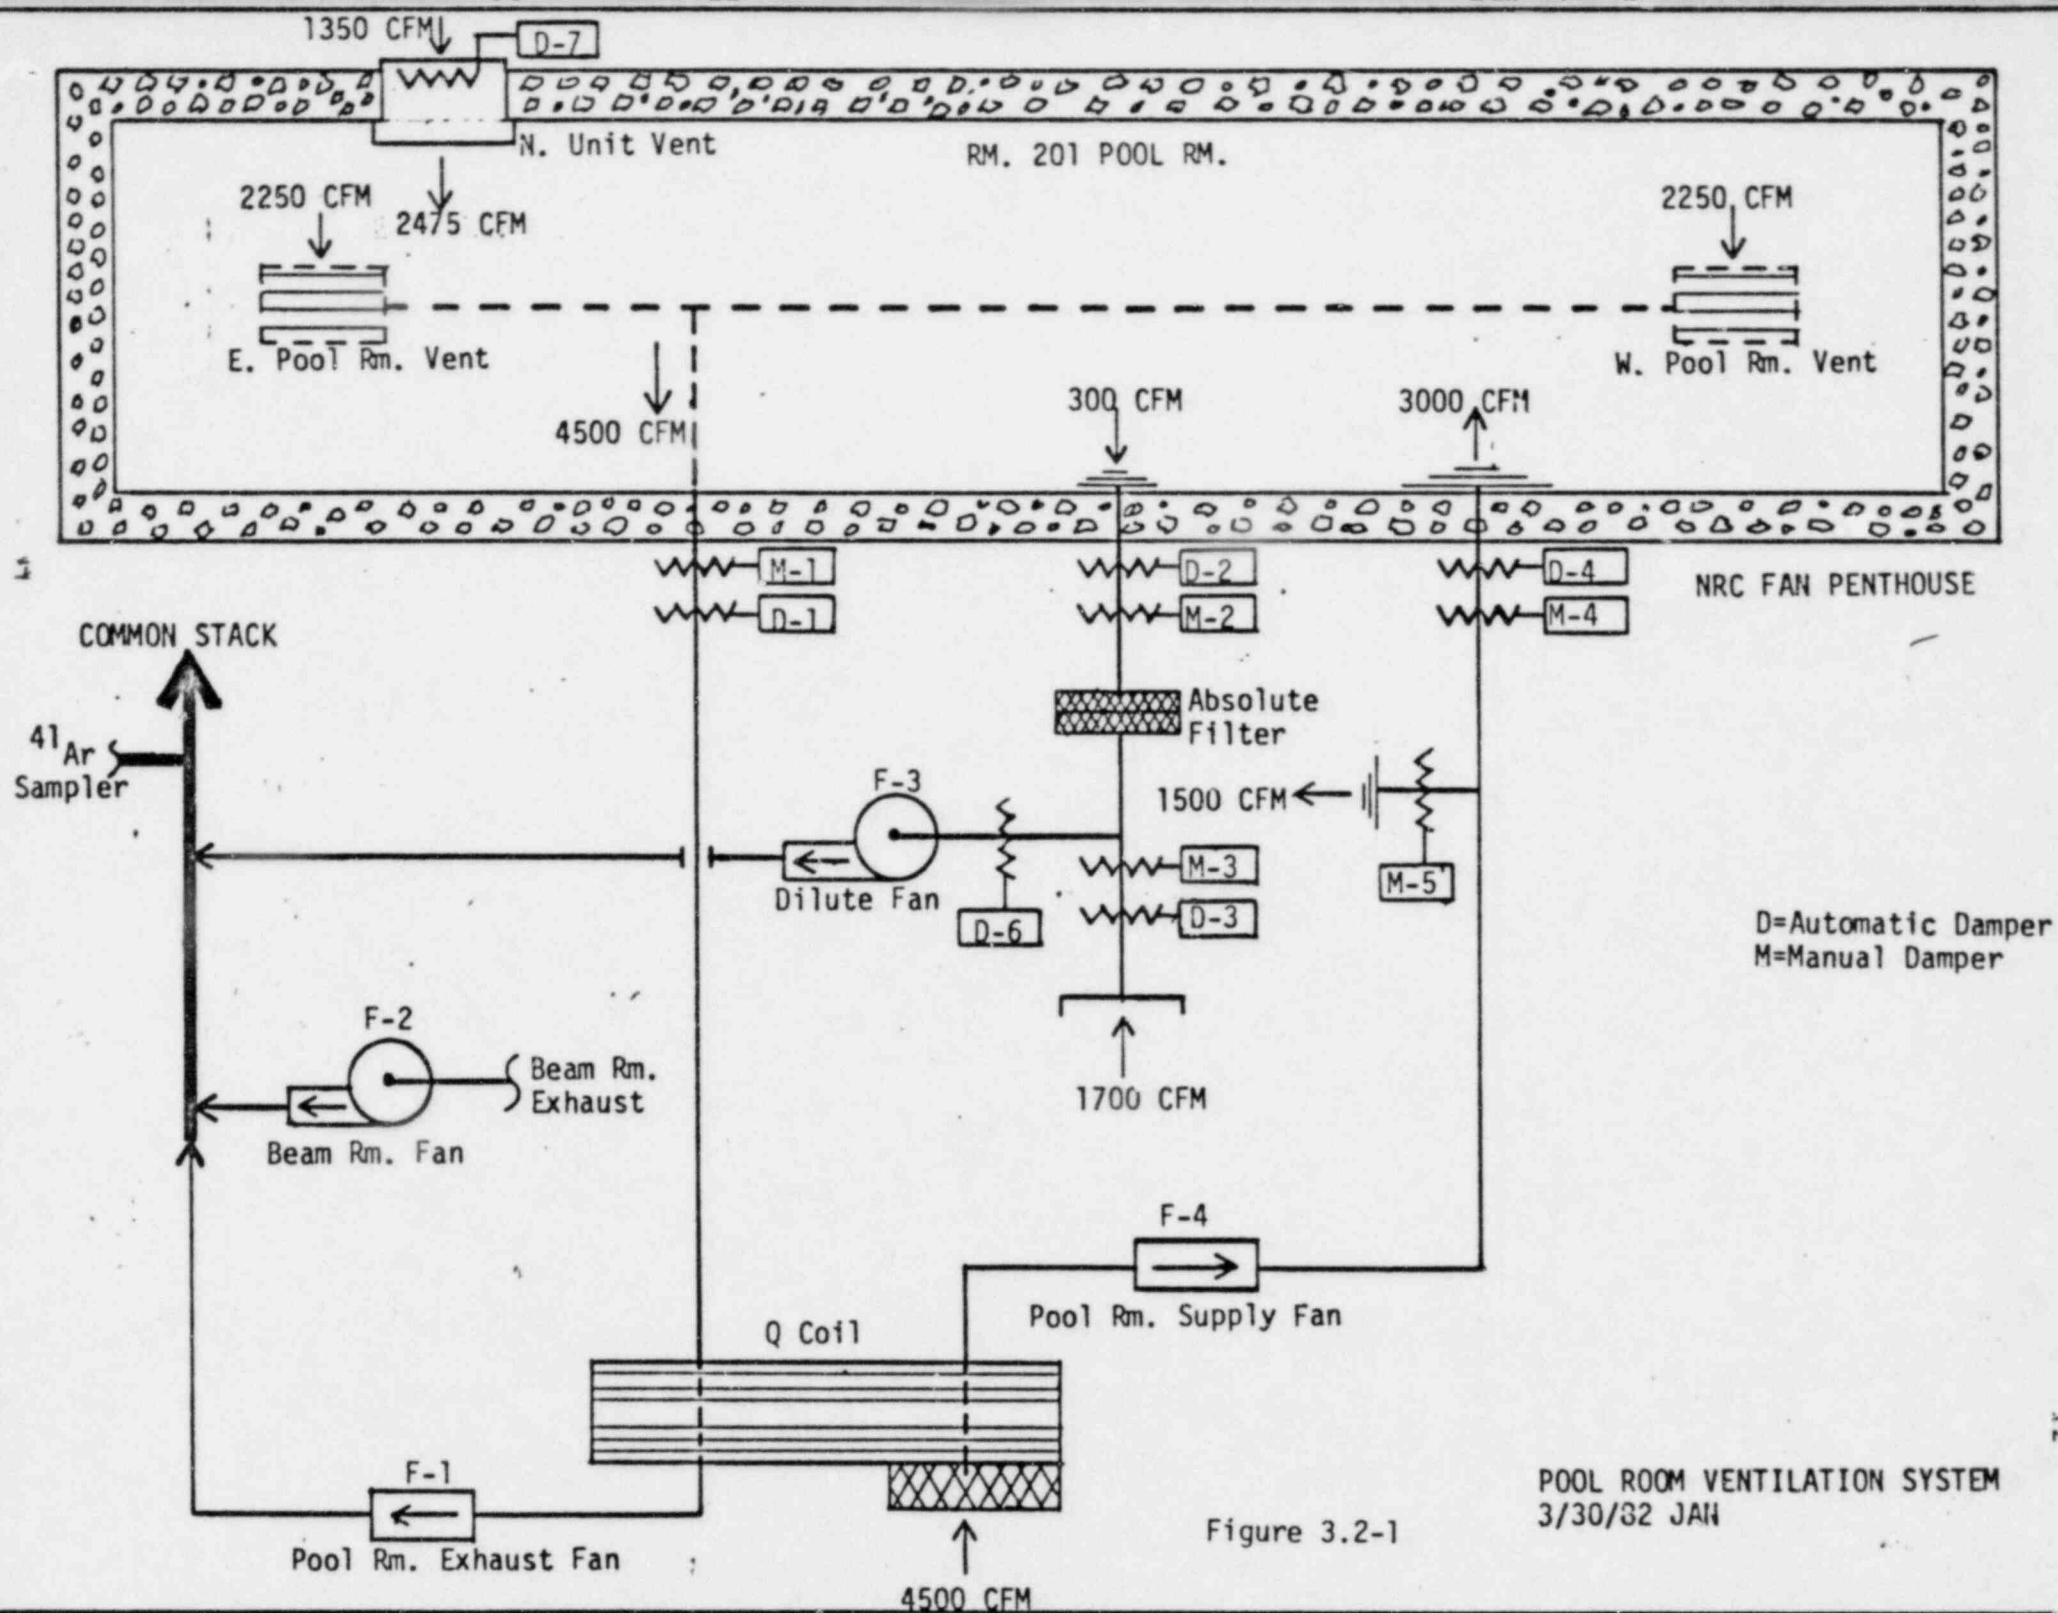 1350 CFM
D-7
N. Unit Vent
RM. 201 POOL RM.
2250 CFM
2475 CFM
2250 CFM
E. Pool Rm. Vent
W. Pool Rm. Vent
4500 CFM
300 CFM
3000 CFM
M-1
D-1
D-2
M-2
D-4
M-4
NRC FAN PENTHOUSE
COMMON STACK
41Ar
Sampler
Absolute
Filter
F-3
Dilute Fan
D-6
1500 CFM
M-5
M-3
D-3
D=Automatic Damper
M=Manual Damper
1700 CFM
F-2
Beam Rm.
Exhaust
Beam Rm. Fan
F-4
Pool Rm. Supply Fan
Q Coil
F-1
Pool Rm. Exhaust Fan
4500 CFM
Figure 3.2-1
POOL ROOM VENTILATION SYSTEM
3/30/82 JAN